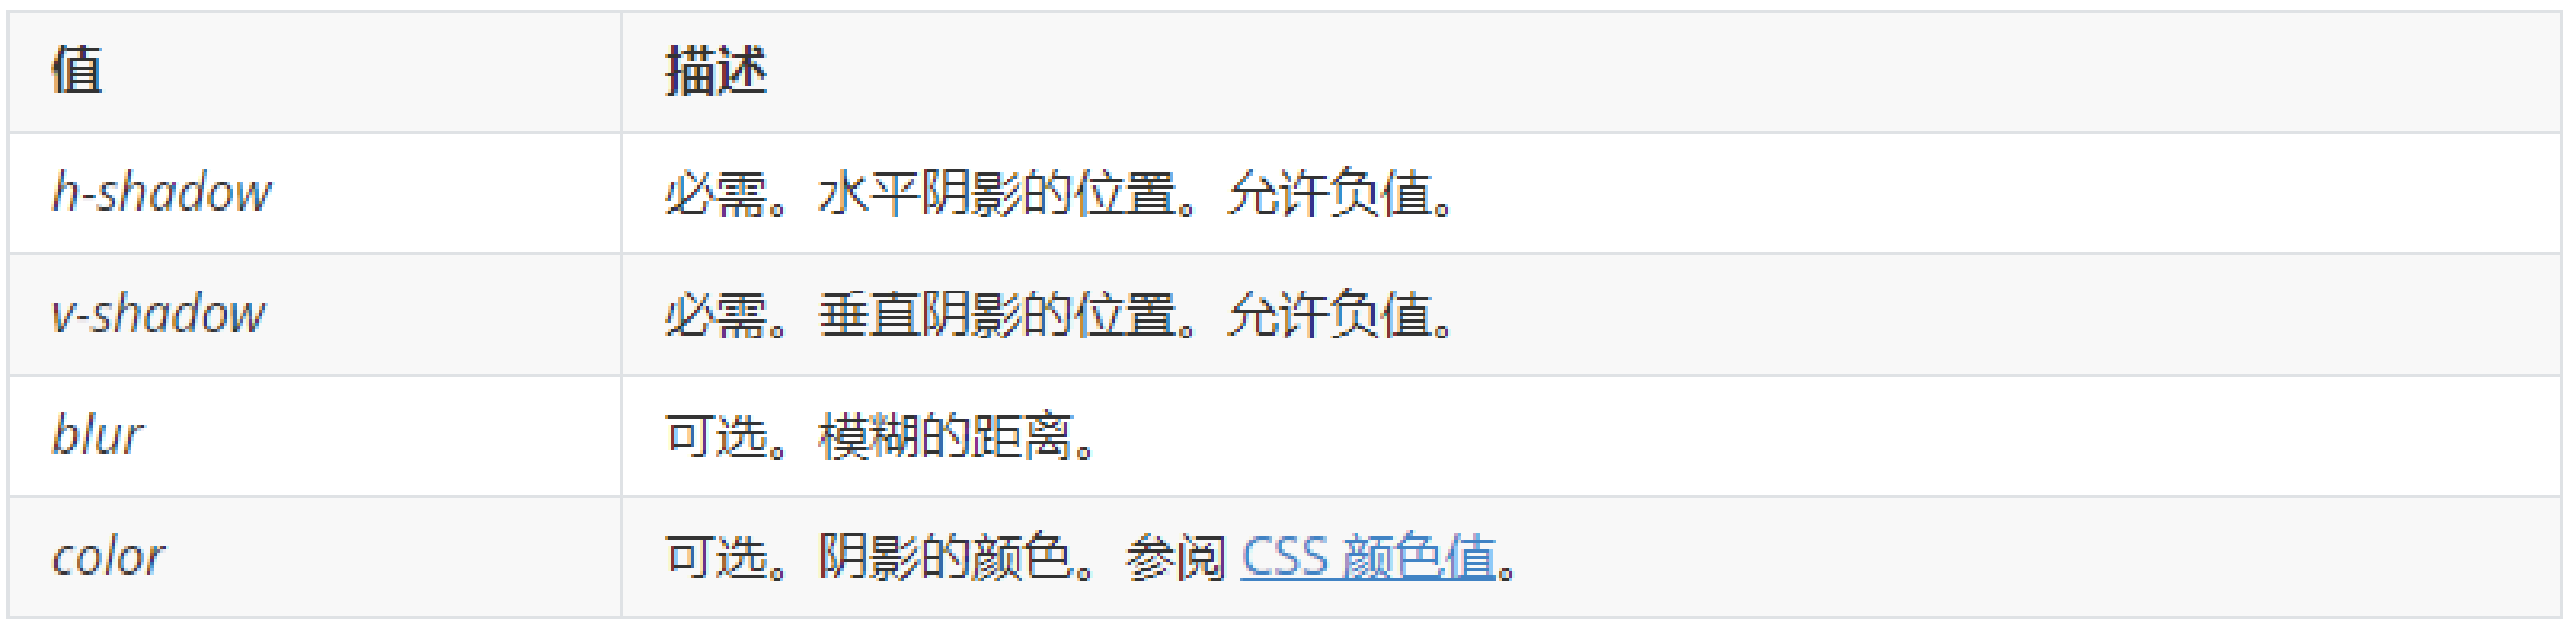 值 描述
h-shadow 必需。水平阴影的位置。允许负值。
v-shadow 必需。垂直阴影的位置。允许负值。
blur 可选。模糊的距离。
color 可选。阴影的颜色。参阅 CSS 颜色值。